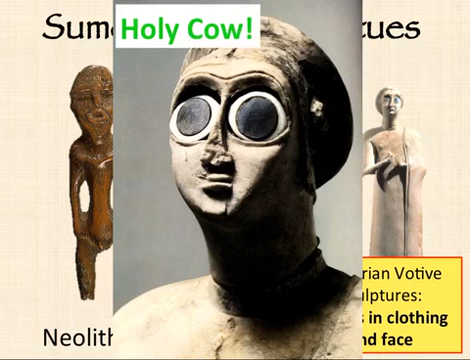 Sum
Holy Cow!
tues
rian Votive
ulptures:
s in clothing
nd face
Neolith